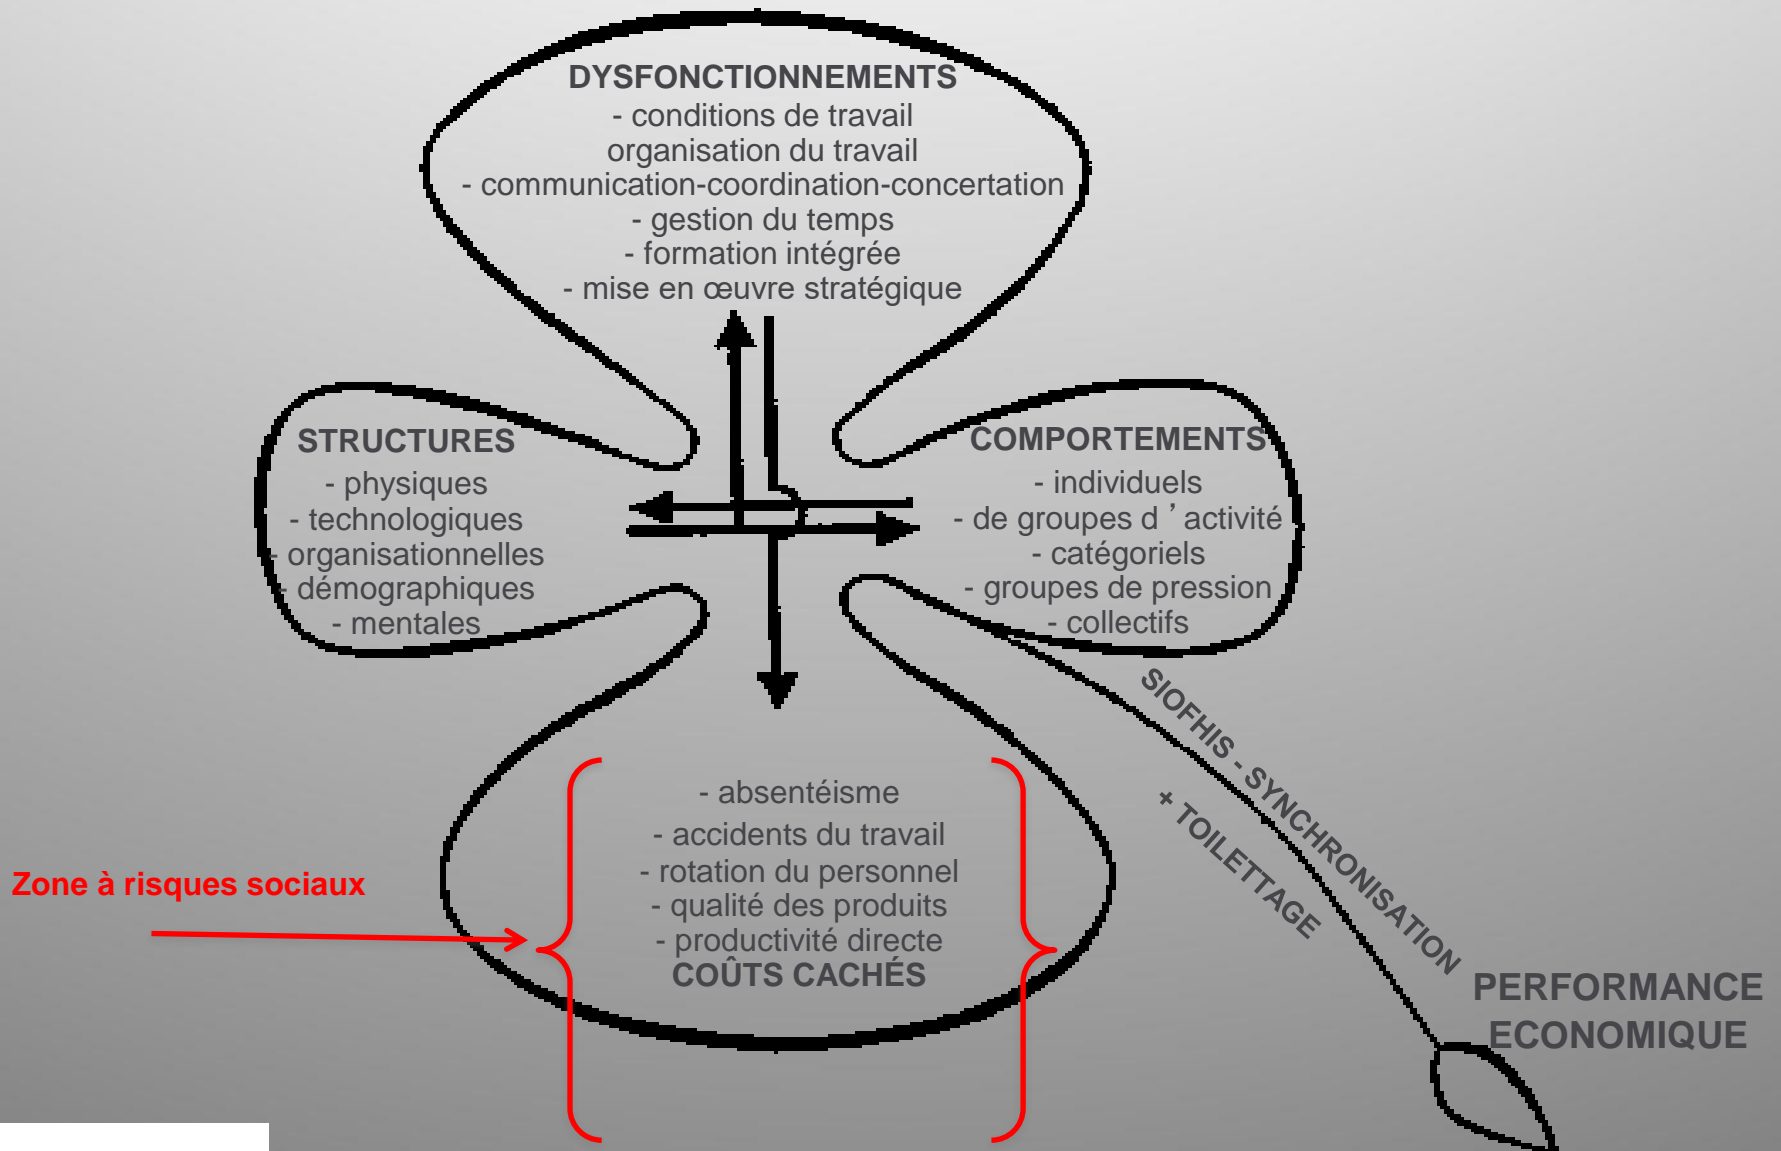 DYSFONCTIONNEMENTS
- conditions de travail
organisation du travail
- communication-coordination-concertation
- gestion du temps
- formation intégrée
- mise en œuvre stratégique
STRUCTURES
- physiques
- technologiques
- organisationnelles
- démographiques
- mentales
COMPORTEMENTS
- individuels
- de groupes d ’ activité
- catégoriels
- groupes de pression
- collectifs
SIOFHIS - SYNCHRONISATION
+ TOILETTAGE
- absentéisme
- accidents du travail
- rotation du personnel
- qualité des produits
- productivité directe
COÛTS CACHÉS
Zone à risques sociaux
PERFORMANCE
ECONOMIQUE